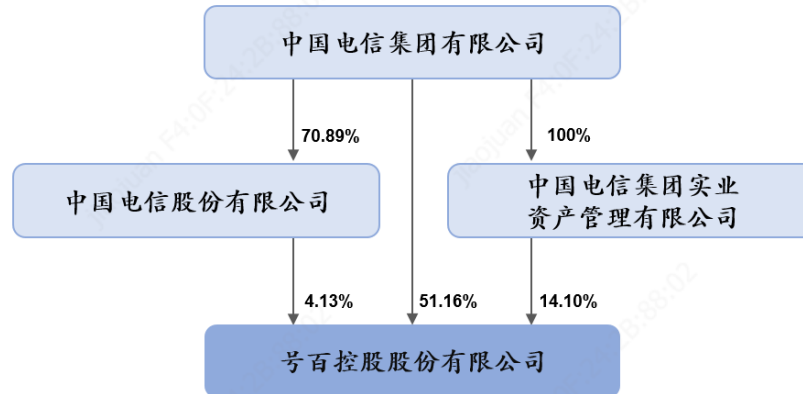 中国电信集团有限公司
70.89%
100%
中国电信股份有限公司
中国电信集团实业
资产管理有限公司
4.13%
51.16%
14.10%
号百控股股份有限公司